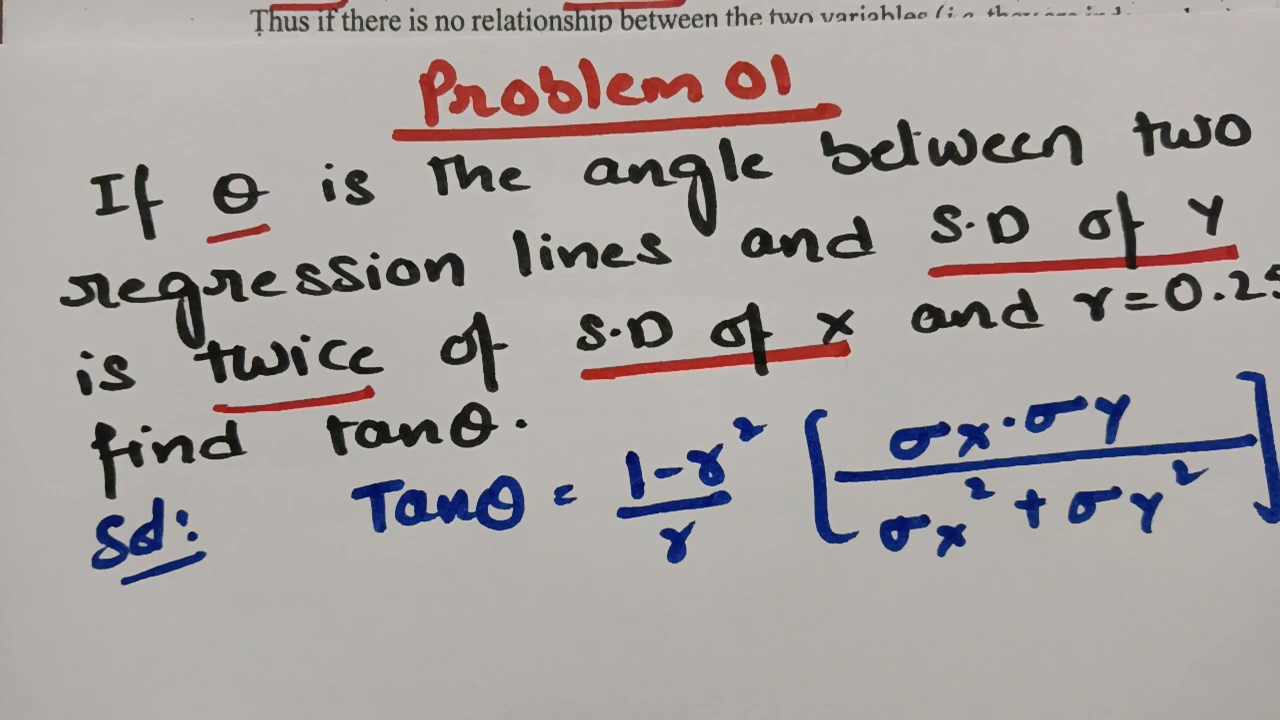 Thus if there is no relationship between the two variables (i.e.
Problem 01
If θ is the angle between two
regression lines and S.D of Y
is twice of S.D of x and r=0.25
find tanθ.
Sol: Tanθ = 1-r² / r [ σx·σy / σx² + σy² ]